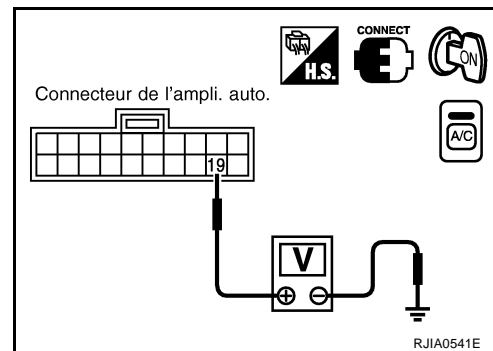 CONNECT
H.S.
ON
Connecteur de l'ampli. auto.
A/C
19
V
+ −
RJIA0541E